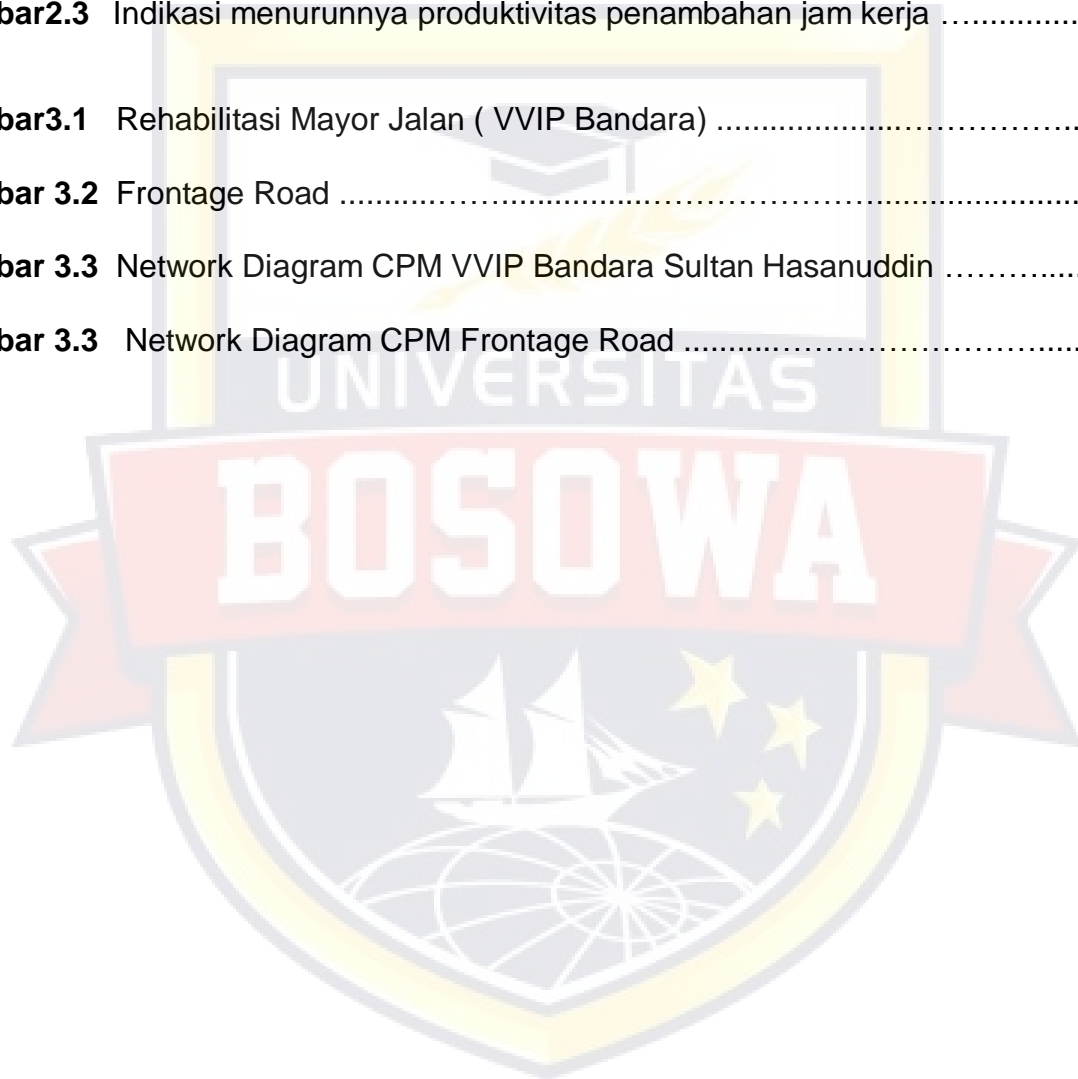 bar2.3 Indikasi menurunnya produktivitas penambahan jam kerja …............
bar3.1 Rehabilitasi Mayor Jalan ( VVIP Bandara) .....................……………..
bar 3.2 Frontage Road ...........…….................…………………......................
bar 3.3 Network Diagram CPM VVIP Bandara Sultan Hasanuddin ……….....
bar 3.3 Network Diagram CPM Frontage Road ...........…………………….....
UNIVERSITAS
BOSOWA